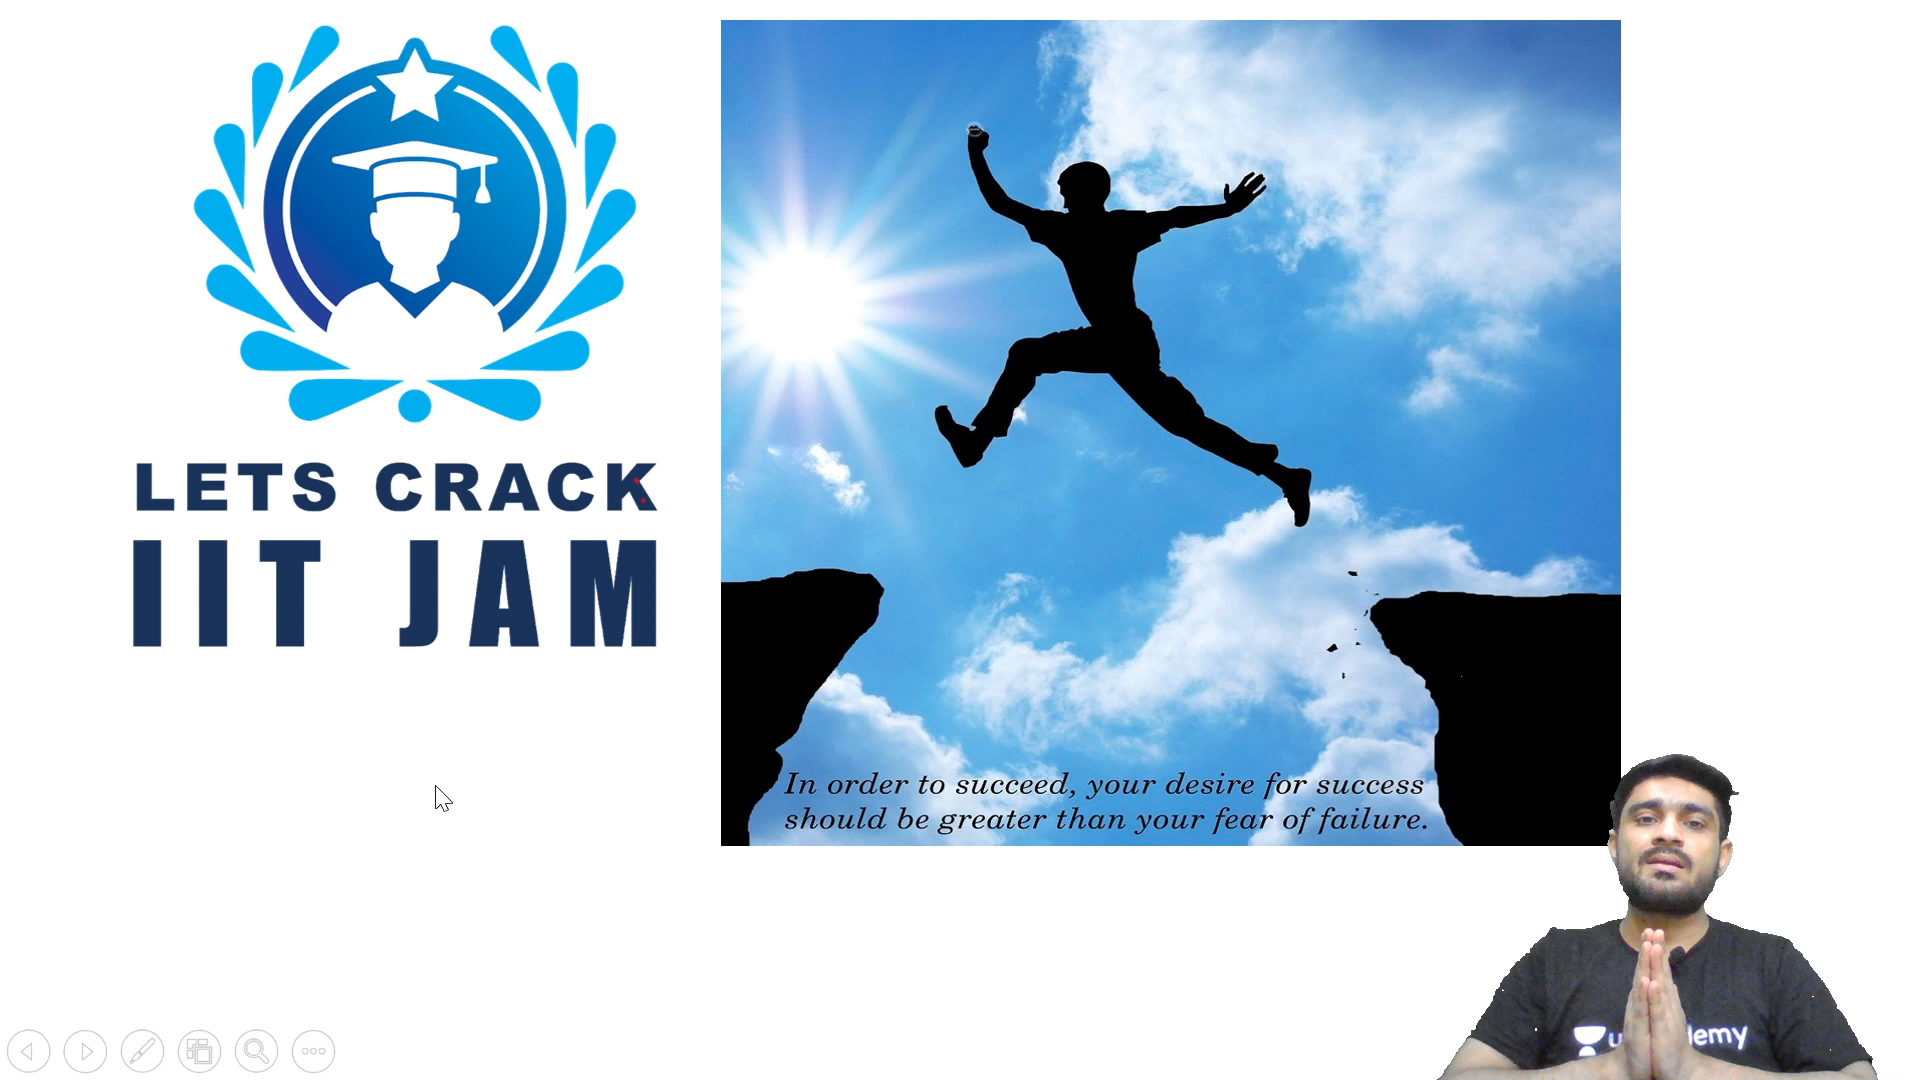 LETS CRACK
IIT JAM
In order to succeed, your desire for success
should be greater than your fear of failure.